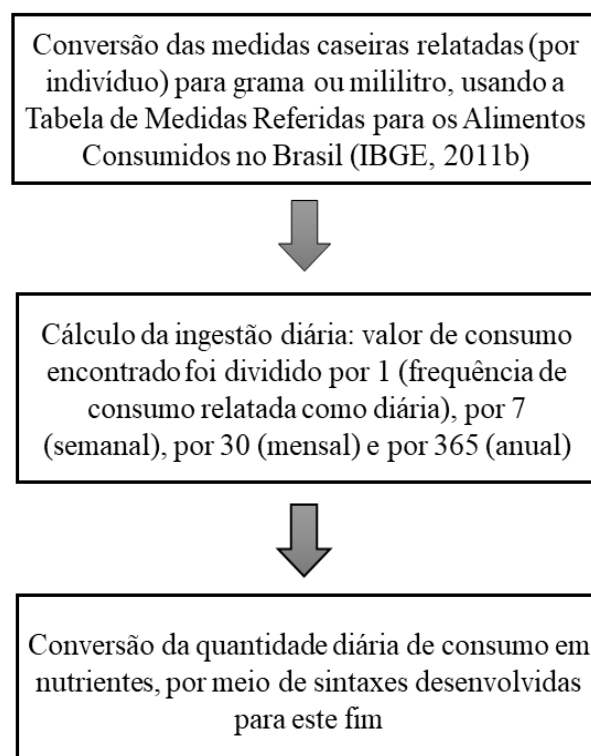 Conversão das medidas caseiras relatadas (por
indivíduo) para grama ou mililitro, usando a
Tabela de Medidas Referidas para os Alimentos
Consumidos no Brasil (IBGE, 2011b)
Cálculo da ingestão diária: valor de consumo
encontrado foi dividido por 1 (frequência de
consumo relatada como diária), por 7
(semanal), por 30 (mensal) e por 365 (anual)
Conversão da quantidade diária de consumo em
nutrientes, por meio de sintaxes desenvolvidas
para este fim